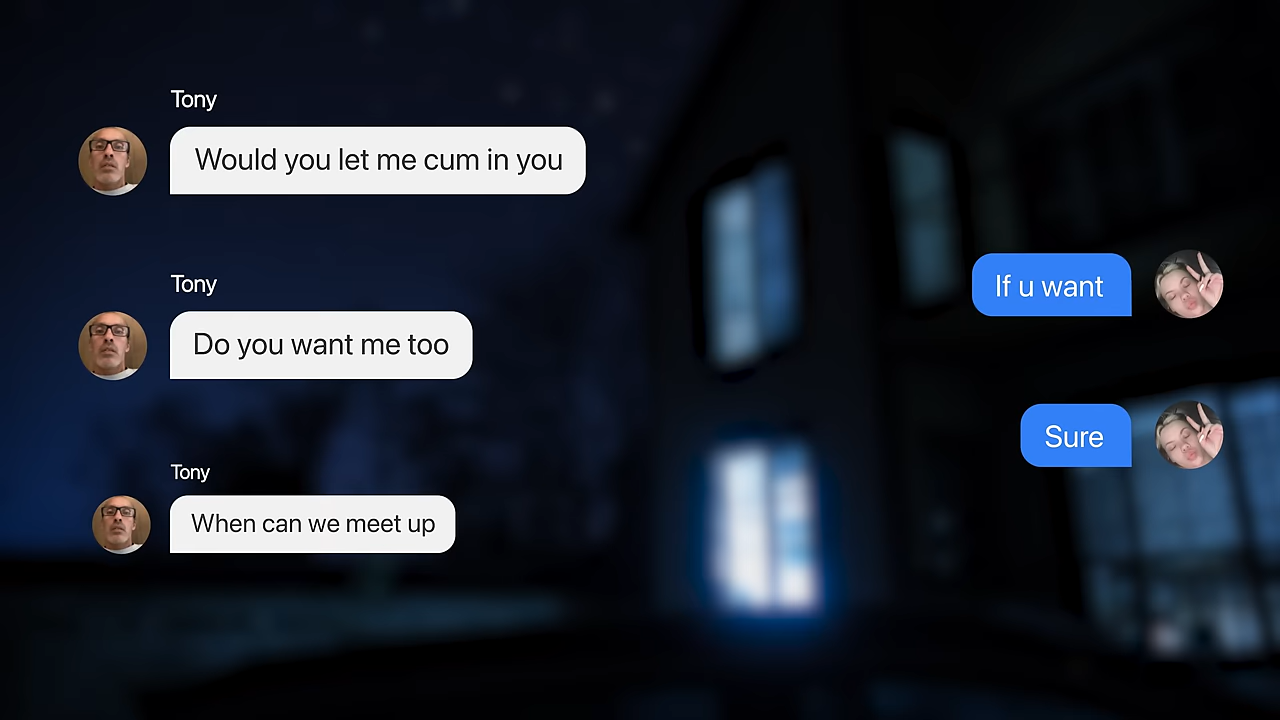 Tony
Would you let me cum in you
If u want
Tony
Do you want me too
Sure
Tony
When can we meet up